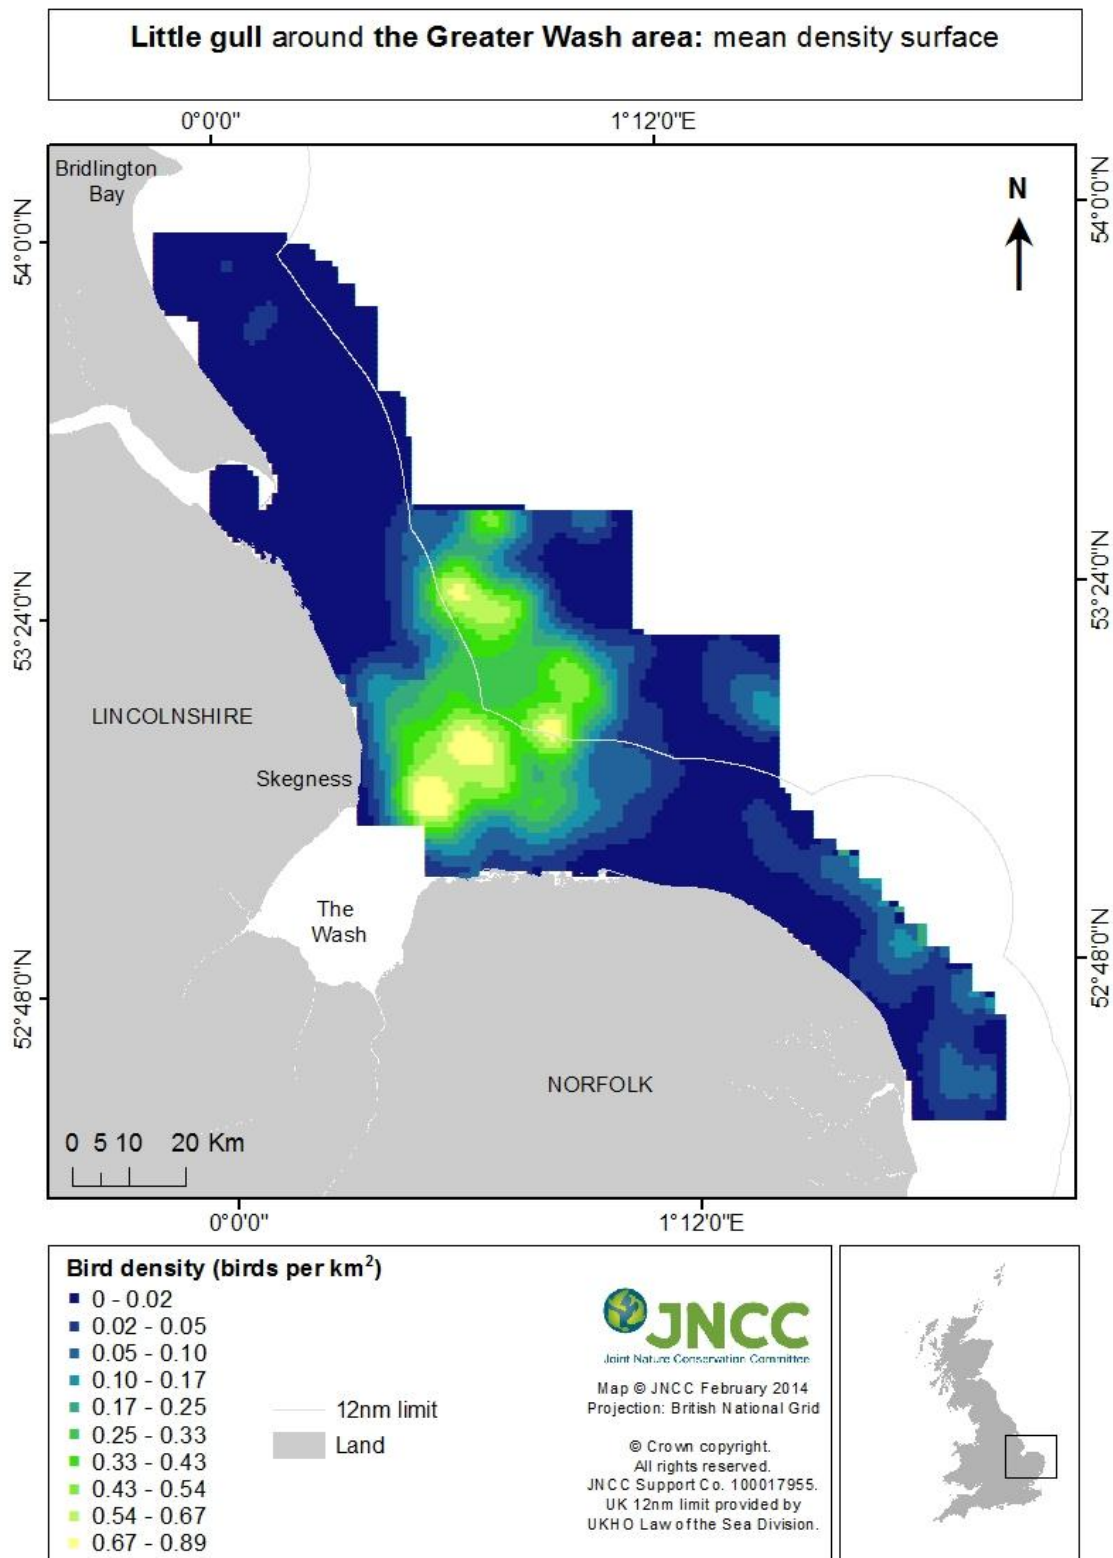 Little gull around the Greater Wash area: mean density surface
0°0'0"
1°12'0"E
Bridlington
Bay
N
54°0'0"N
54°0'0"N
53°24'0"N
53°24'0"N
LINCOLNSHIRE
Skegness
The
Wash
52°48'0"N
52°48'0"N
NORFOLK
0 5 10 20 Km
0°0'0"
1°12'0"E
Bird density (birds per km²)
0 - 0.02
0.02 - 0.05
0.05 - 0.10
0.10 - 0.17
0.17 - 0.25
0.25 - 0.33
0.33 - 0.43
0.43 - 0.54
0.54 - 0.67
0.67 - 0.89
12nm limit
Land
JNCC
Joint Nature Conservation Committee
Map © JNCC February 2014
Projection: British National Grid
© Crown copyright.
All rights reserved.
JNCC Support Co. 100017955.
UK 12nm limit provided by
UKHO Law of the Sea Division.